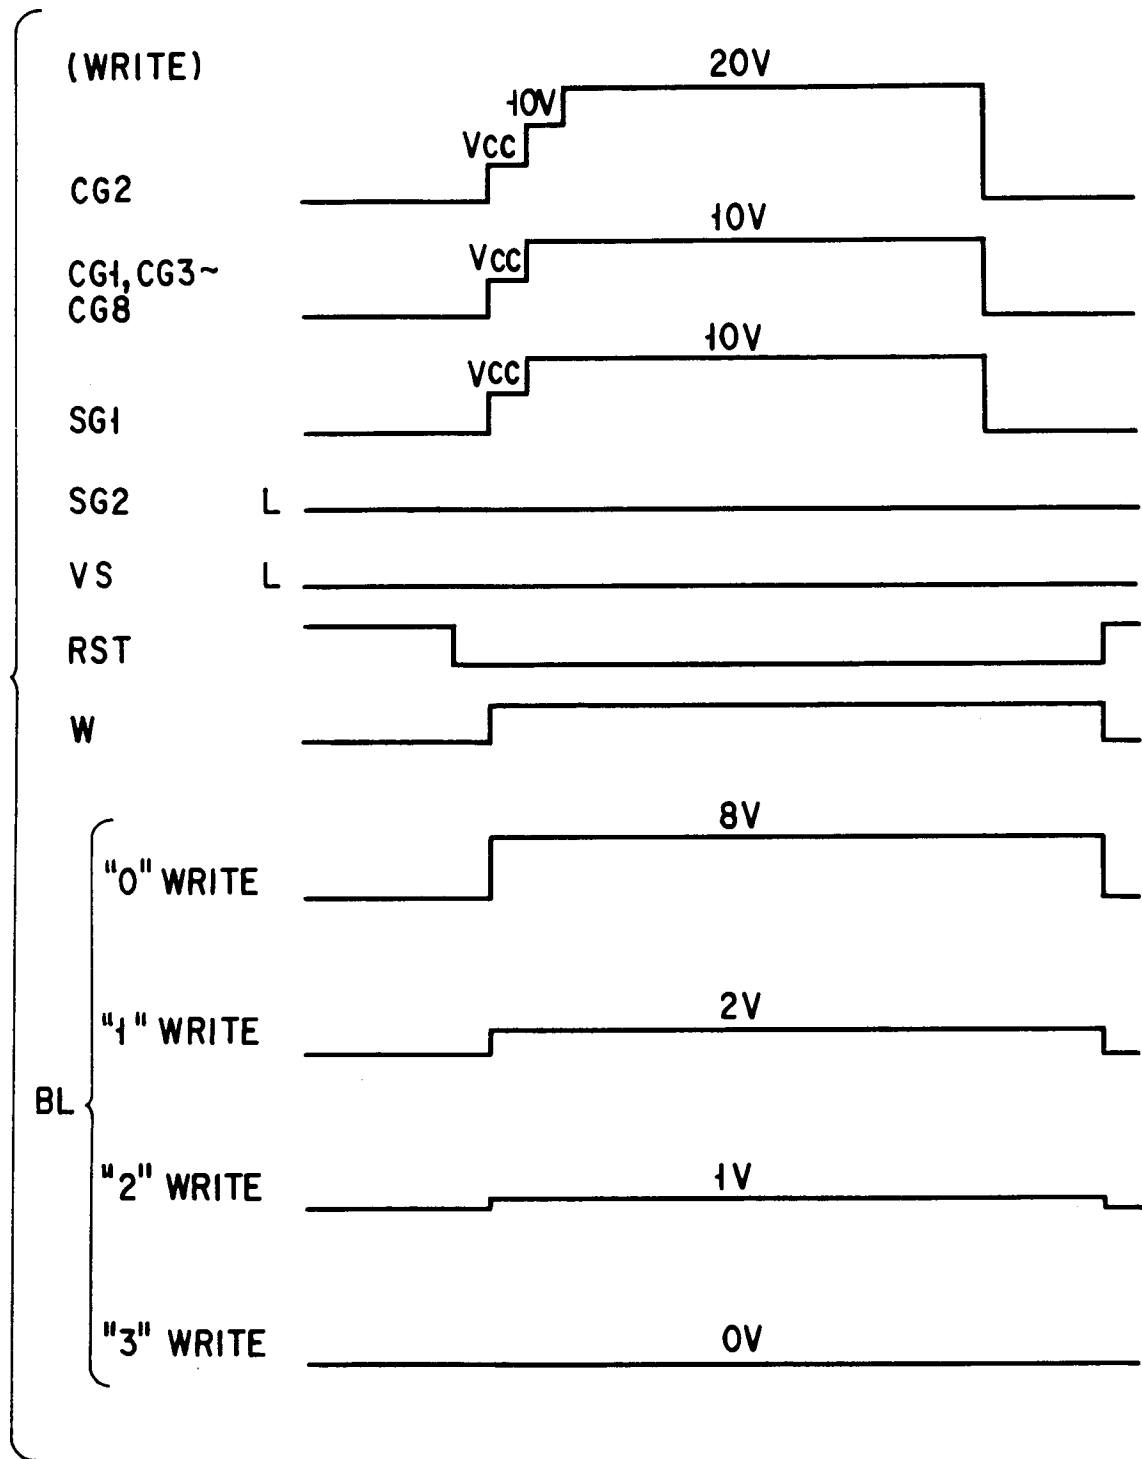 (WRITE)
20V
10V
VCC
CG2
10V
VCC
CG1, CG3~
CG8
10V
VCC
SG1
SG2 L
VS L
RST
W
8V
"0" WRITE
2V
"1" WRITE
BL
1V
"2" WRITE
0V
"3" WRITE